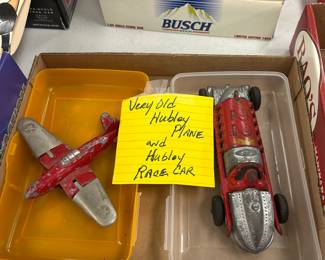 BUSCH
Very Old
Hubley
PLANE
and
Hubley
RACE CAR